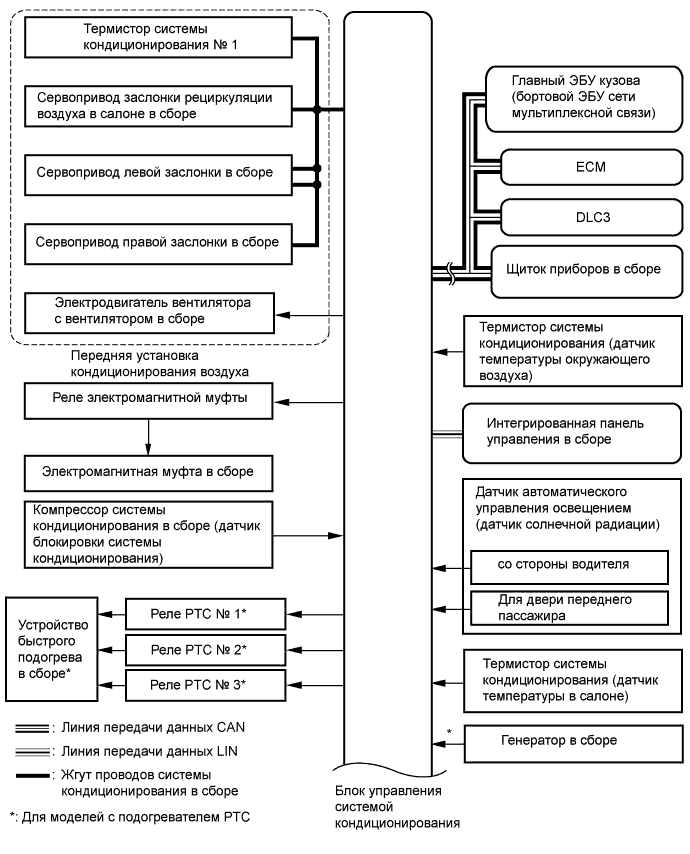 Термистор системы
кондиционирования № 1
Сервопривод заслонки рециркуляции
воздуха в салоне в сборе
Сервопривод левой заслонки в сборе
Сервопривод правой заслонки в сборе
Электродвигатель вентилятора
с вентилятором в сборе
Передняя установка
кондиционирования воздуха
Реле электромагнитной муфты
Электромагнитная муфта в сборе
Компрессор системы
кондиционирования в сборе (датчик
блокировки системы
кондиционирования)
Устройство
быстрого
подогрева
в сборе*
Реле PTC № 1*
Реле PTC № 2*
Реле PTC № 3*
Главный ЭБУ кузова
(бортовой ЭБУ сети
мультиплексной связи)
ECM
DLC3
Щиток приборов в сборе
Термистор системы
кондиционирования (датчик
температуры окружающего
воздуха)
Интегрированная панель
управления в сборе
Датчик автоматического
управления освещением
(датчик солнечной радиации)
со стороны водителя
Для двери переднего
пассажира
Термистор системы
кондиционирования (датчик
температуры в салоне)
*
Генератор в сборе
Блок управления
системой
кондиционирования
: Линия передачи данных CAN
: Линия передачи данных LIN
: Жгут проводов системы
кондиционирования в сборе
*: Для моделей с подогревателем PTC